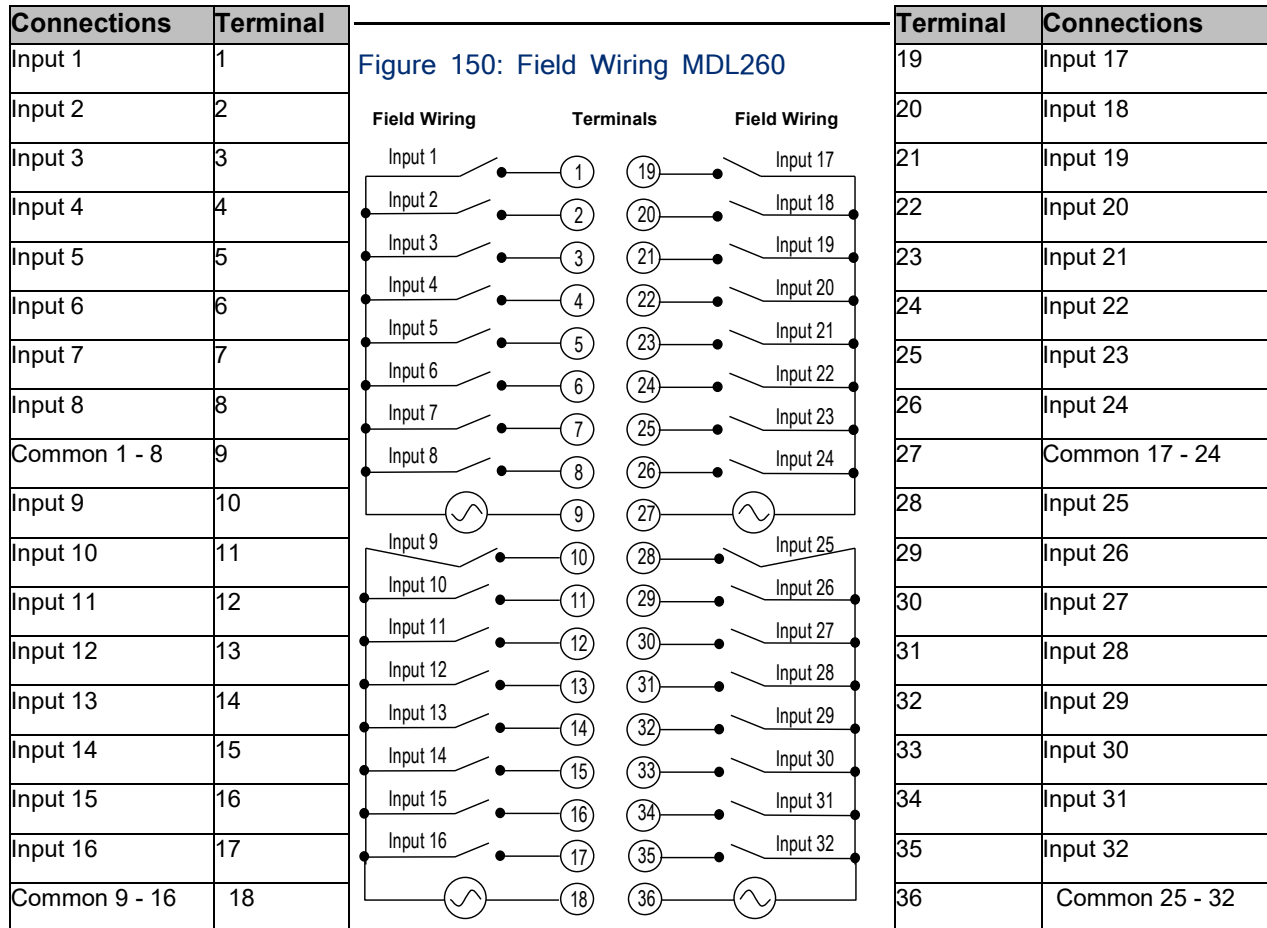 Connections Terminal
Input 1 1
Input 2 2
Input 3 3
Input 4 4
Input 5 5
Input 6 6
Input 7 7
Input 8 8
Common 1 - 8 9
Input 9 10
Input 10 11
Input 11 12
Input 12 13
Input 13 14
Input 14 15
Input 15 16
Input 16 17
Common 9 - 16 18
Figure 150: Field Wiring MDL260
Field Wiring Terminals Field Wiring
Input 1 1 19 Input 17
Input 2 2 20 Input 18
Input 3 3 21 Input 19
Input 4 4 22 Input 20
Input 5 5 23 Input 21
Input 6 6 24 Input 22
Input 7 7 25 Input 23
Input 8 8 26 Input 24
9 27
Input 9 10 28 Input 25
Input 10 11 29 Input 26
Input 11 12 30 Input 27
Input 12 13 31 Input 28
Input 13 14 32 Input 29
Input 14 15 33 Input 30
Input 15 16 34 Input 31
Input 16 17 35 Input 32
18 36
Terminal Connections
19 Input 17
20 Input 18
21 Input 19
22 Input 20
23 Input 21
24 Input 22
25 Input 23
26 Input 24
27 Common 17 - 24
28 Input 25
29 Input 26
30 Input 27
31 Input 28
32 Input 29
33 Input 30
34 Input 31
35 Input 32
36 Common 25 - 32